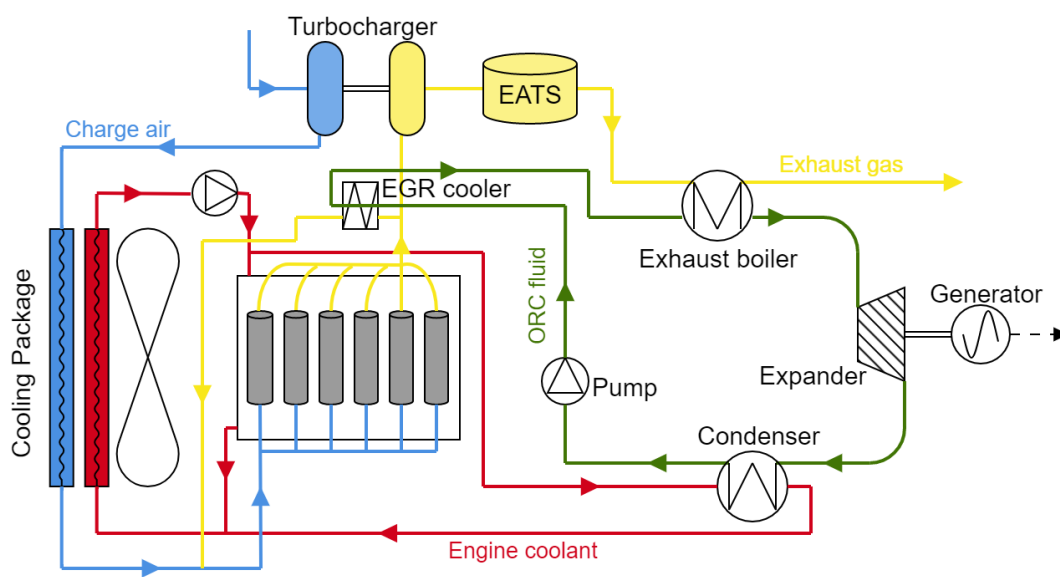 Turbocharger
EATS
Charge air
EGR cooler
Exhaust gas
Exhaust boiler
ORC fluid
Generator
Cooling Package
Expander
Pump
Condenser
Engine coolant